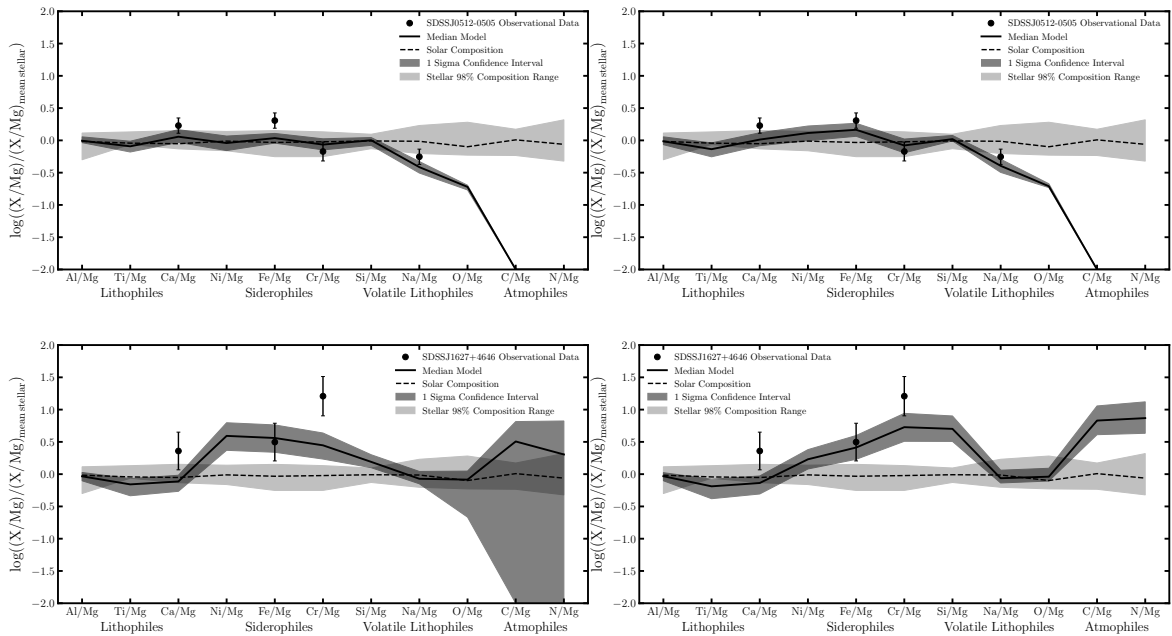 2.0
1.5
1.0
0.5
0.0
−0.5
−1.0
−1.5
−2.0
log((X/Mg)/(X/Mg)mean stellar)
SDSSJ0512-0505 Observational Data
Median Model
Solar Composition
1 Sigma Confidence Interval
Stellar 98% Composition Range
Al/Mg Ti/Mg Ca/Mg Ni/Mg Fe/Mg Cr/Mg Si/Mg Na/Mg O/Mg C/Mg N/Mg
Lithophiles Siderophiles Volatile Lithophiles Atmophiles
2.0
1.5
1.0
0.5
0.0
−0.5
−1.0
−1.5
−2.0
log((X/Mg)/(X/Mg)mean stellar)
SDSSJ0512-0505 Observational Data
Median Model
Solar Composition
1 Sigma Confidence Interval
Stellar 98% Composition Range
Al/Mg Ti/Mg Ca/Mg Ni/Mg Fe/Mg Cr/Mg Si/Mg Na/Mg O/Mg C/Mg N/Mg
Lithophiles Siderophiles Volatile Lithophiles Atmophiles
2.0
1.5
1.0
0.5
0.0
−0.5
−1.0
−1.5
−2.0
log((X/Mg)/(X/Mg)mean stellar)
SDSSJ1627+4646 Observational Data
Median Model
Solar Composition
1 Sigma Confidence Interval
Stellar 98% Composition Range
Al/Mg Ti/Mg Ca/Mg Ni/Mg Fe/Mg Cr/Mg Si/Mg Na/Mg O/Mg C/Mg N/Mg
Lithophiles Siderophiles Volatile Lithophiles Atmophiles
2.0
1.5
1.0
0.5
0.0
−0.5
−1.0
−1.5
−2.0
log((X/Mg)/(X/Mg)mean stellar)
SDSSJ1627+4646 Observational Data
Median Model
Solar Composition
1 Sigma Confidence Interval
Stellar 98% Composition Range
Al/Mg Ti/Mg Ca/Mg Ni/Mg Fe/Mg Cr/Mg Si/Mg Na/Mg O/Mg C/Mg N/Mg
Lithophiles Siderophiles Volatile Lithophiles Atmophiles